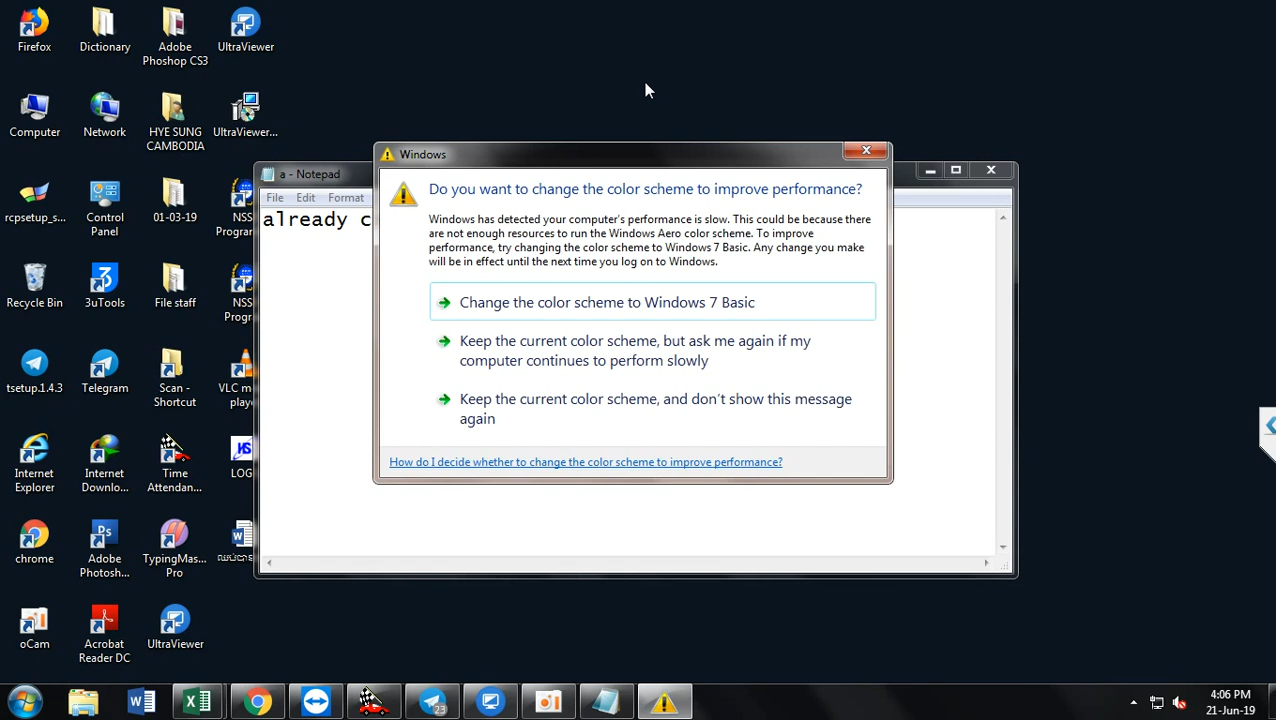 Firefox
Dictionary
Adobe
Phoshop CS3
UltraViewer
Computer
Network
HYE SUNG
CAMBODIA
UltraViewer...
rcpsetup_s...
Control
Panel
01-03-19
NSS
Program
Recycle Bin
3uTools
File staff
NSS
Progr
tsetup.1.4.3
Telegram
Scan -
Shortcut
VLC m
playe
Internet
Explorer
Internet
Downlo...
Time
Attendan...
LOG
chrome
Ps
Adobe
Photosh...
TypingMas...
Pro
oCam
Acrobat
Reader DC
UltraViewer
a - Notepad
File Edit Format
already c
Windows
Do you want to change the color scheme to improve performance?
Windows has detected your computer's performance is slow. This could be because there
are not enough resources to run the Windows Aero color scheme. To improve
performance, try changing the color scheme to Windows 7 Basic. Any change you make
will be in effect until the next time you log on to Windows.
Change the color scheme to Windows 7 Basic
Keep the current color scheme, but ask me again if my
computer continues to perform slowly
Keep the current color scheme, and don't show this message
again
How do I decide whether to change the color scheme to improve performance?
23
4:06 PM
21-Jun-19